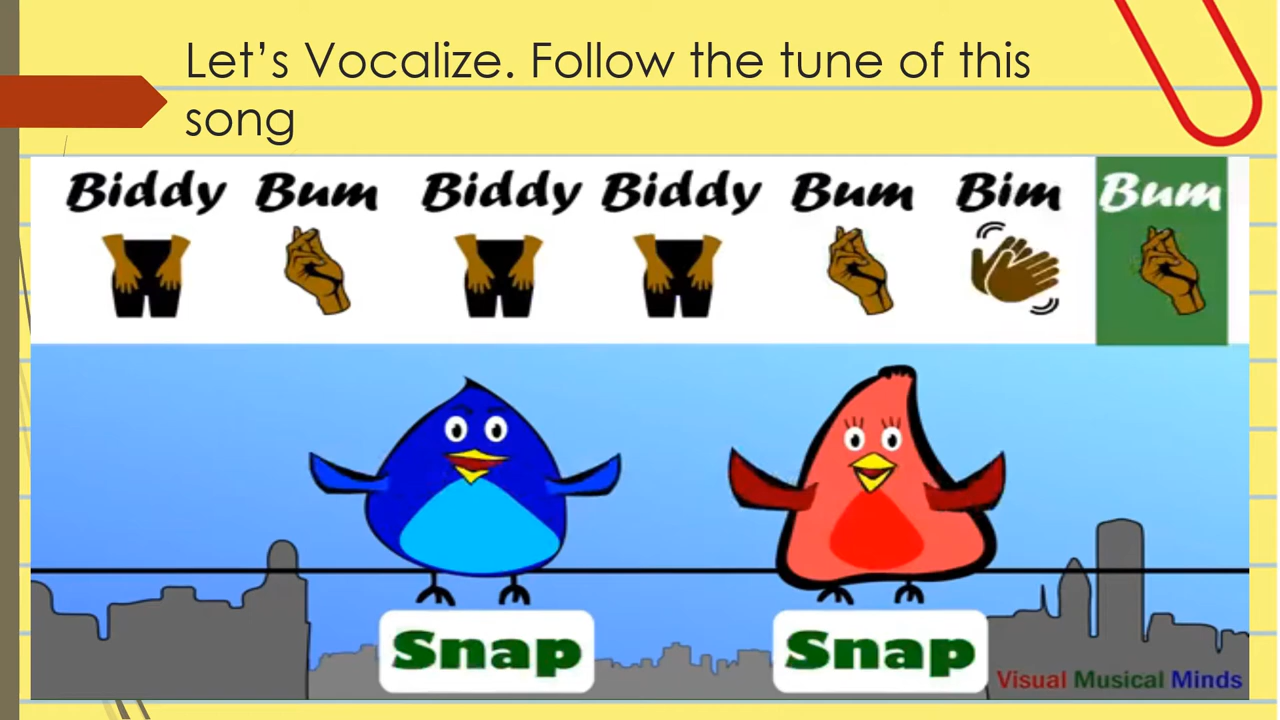 Let’s Vocalize. Follow the tune of this
song
Biddy Bum Biddy Biddy Bum Bim Bum
Snap Snap
Visual Musical Minds